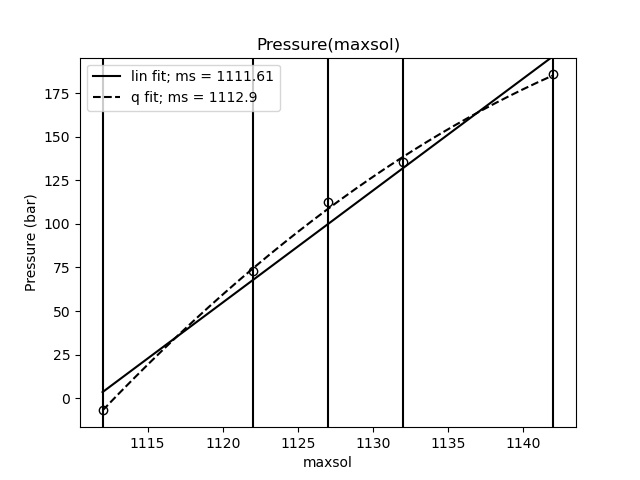 Pressure(maxsol)
lin fit; ms = 1111.61
q fit; ms = 1112.9
Pressure (bar)
175
150
125
100
75
50
25
0
1115 1120 1125 1130 1135 1140
maxsol